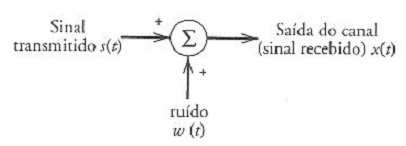 Sinal
transmitido s(t)
+
Σ
+
Saída do canal
(sinal recebido) x(t)
ruído
w (t)